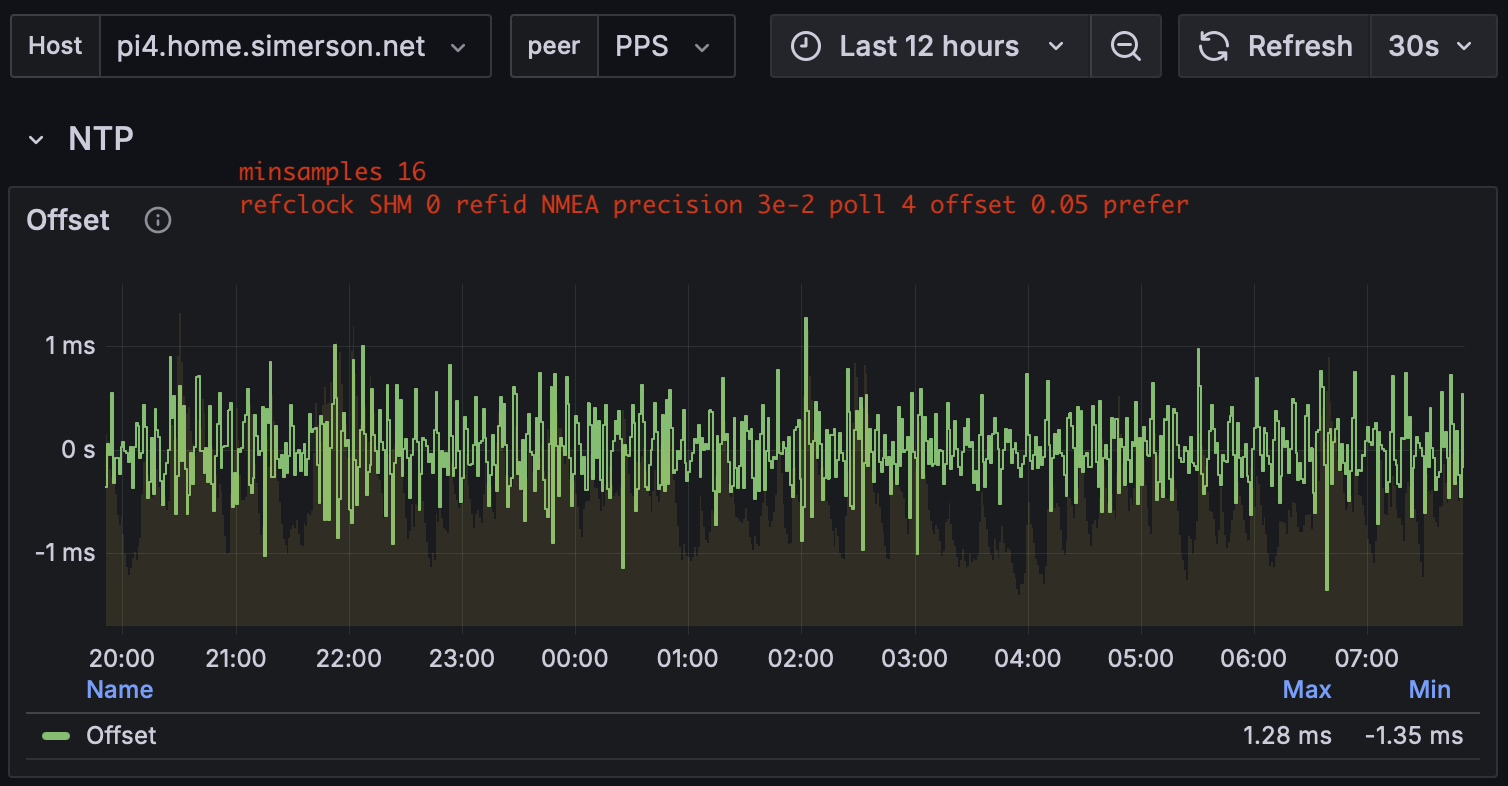 Host pi4.home.simerson.net peer PPS Last 12 hours Refresh 30s
NTP
minsamples 16
refclock SHM 0 refid NMEA precision 3e-2 poll 4 offset 0.05 prefer
Offset
1 ms
0 s
-1 ms
20:00 21:00 22:00 23:00 00:00 01:00 02:00 03:00 04:00 05:00 06:00 07:00
Name Max Min
Offset 1.28 ms -1.35 ms